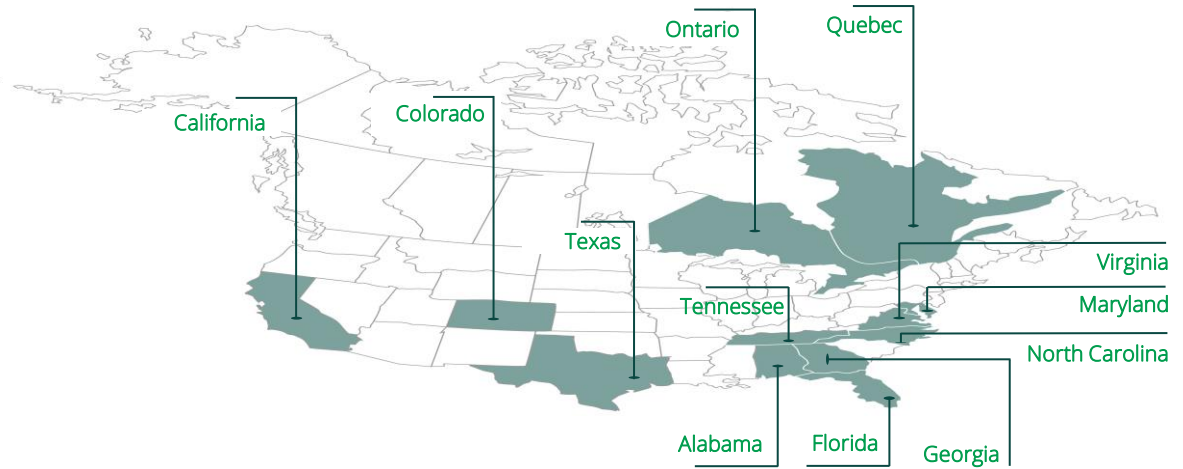 Ontario
Quebec
California
Colorado
Texas
Virginia
Tennessee
Maryland
North Carolina
Alabama
Florida
Georgia